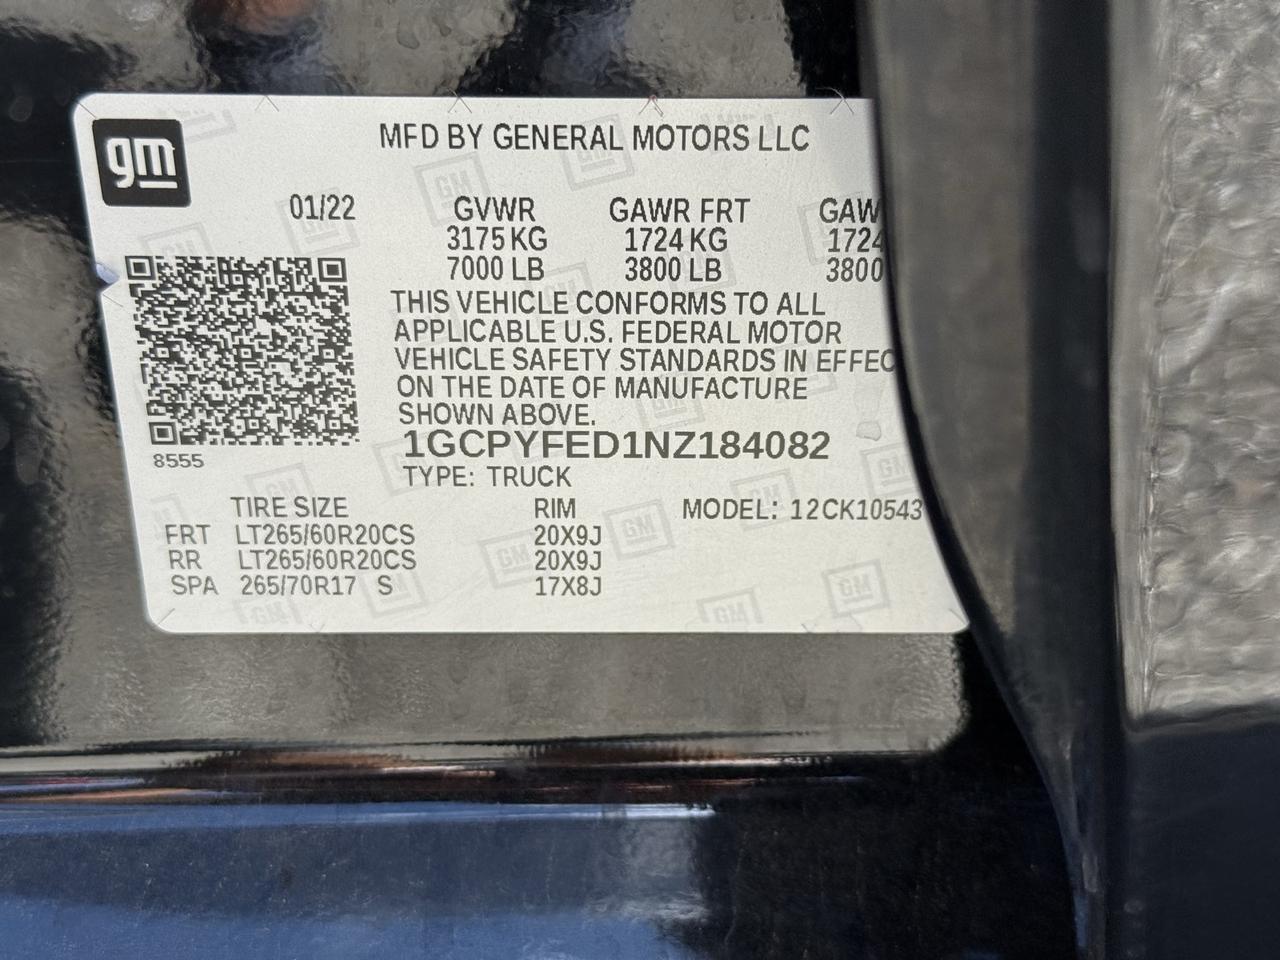 gm
MFD BY GENERAL MOTORS LLC
01/22 GVWR GAWR FRT GAW
3175 KG 1724 KG 1724
7000 LB 3800 LB 3800
THIS VEHICLE CONFORMS TO ALL
APPLICABLE U.S. FEDERAL MOTOR
VEHICLE SAFETY STANDARDS IN EFFEC
ON THE DATE OF MANUFACTURE
SHOWN ABOVE.
1GCPYFED1NZ184082
8555
TYPE: TRUCK
TIRE SIZE RIM MODEL: 12CK10543
FRT LT265/60R20CS 20X9J
RR LT265/60R20CS 20X9J
SPA 265/70R17 S 17X8J